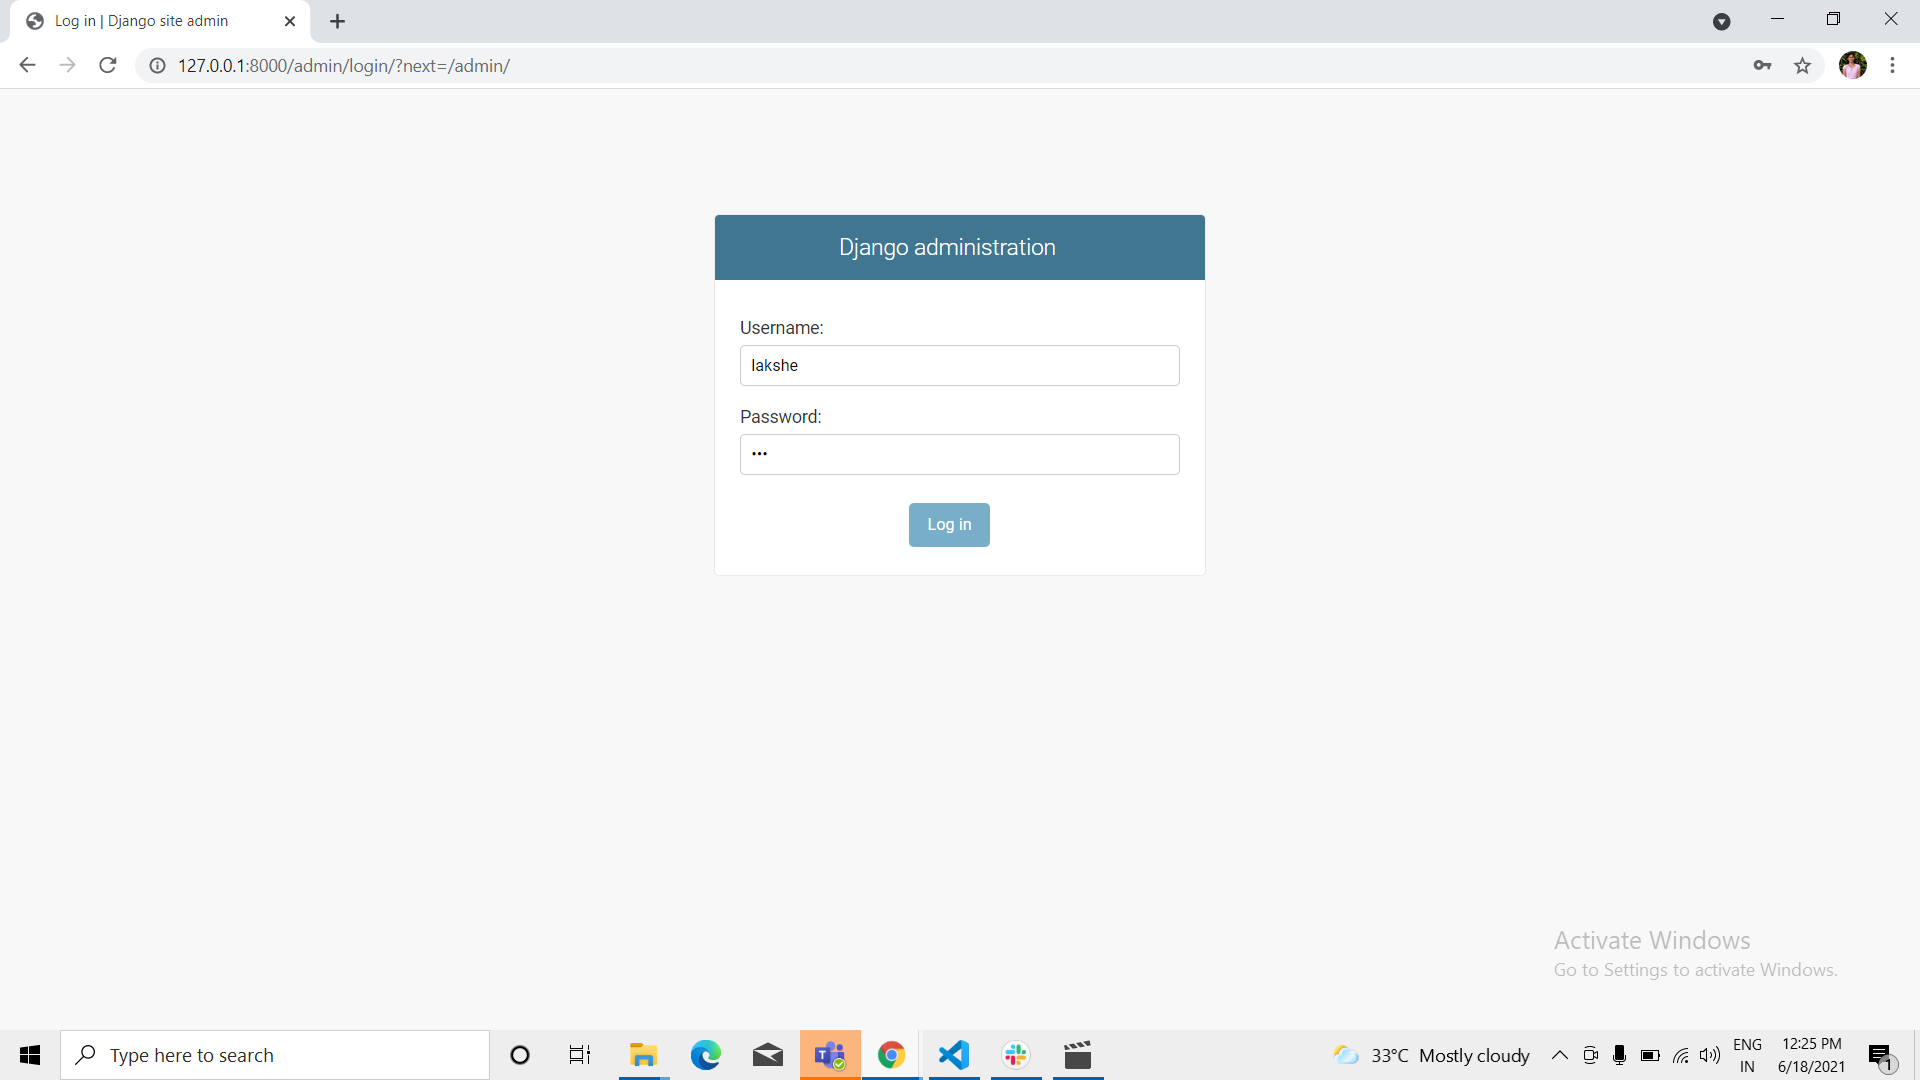 Log in | Django site admin
127.0.0.1:8000/admin/login/?next=/admin/
Django administration
Username:
lakshe
Password:
•••
Log in
Activate Windows
Go to Settings to activate Windows.
Type here to search
33°C Mostly cloudy
ENG
IN
12:25 PM
6/18/2021
1